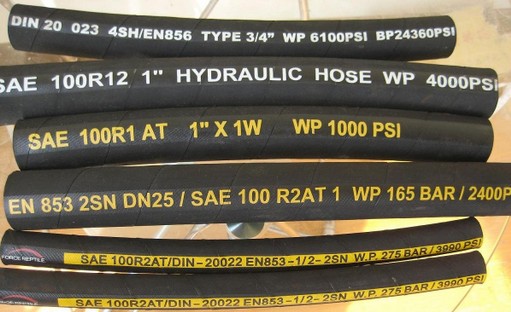 DIN 20 023 4SH/EN856 TYPE 3/4" WP 6100PSI BP24360PSI
SAE 100R12 1" HYDRAULIC HOSE WP 4000PSI
SAE 100R1 AT 1" X 1W WP 1000 PSI
EN 853 2SN DN25 / SAE 100 R2AT 1 WP 165 BAR / 2400P
FORCE REPTILE SAE 100R2AT/DIN-20022 EN853-1/2-2SN W.P. 275 BAR / 3990 PSI
SAE 100R2AT/DIN-20022 EN853-1/2-2SN W.P. 275 BAR / 3990 PSI